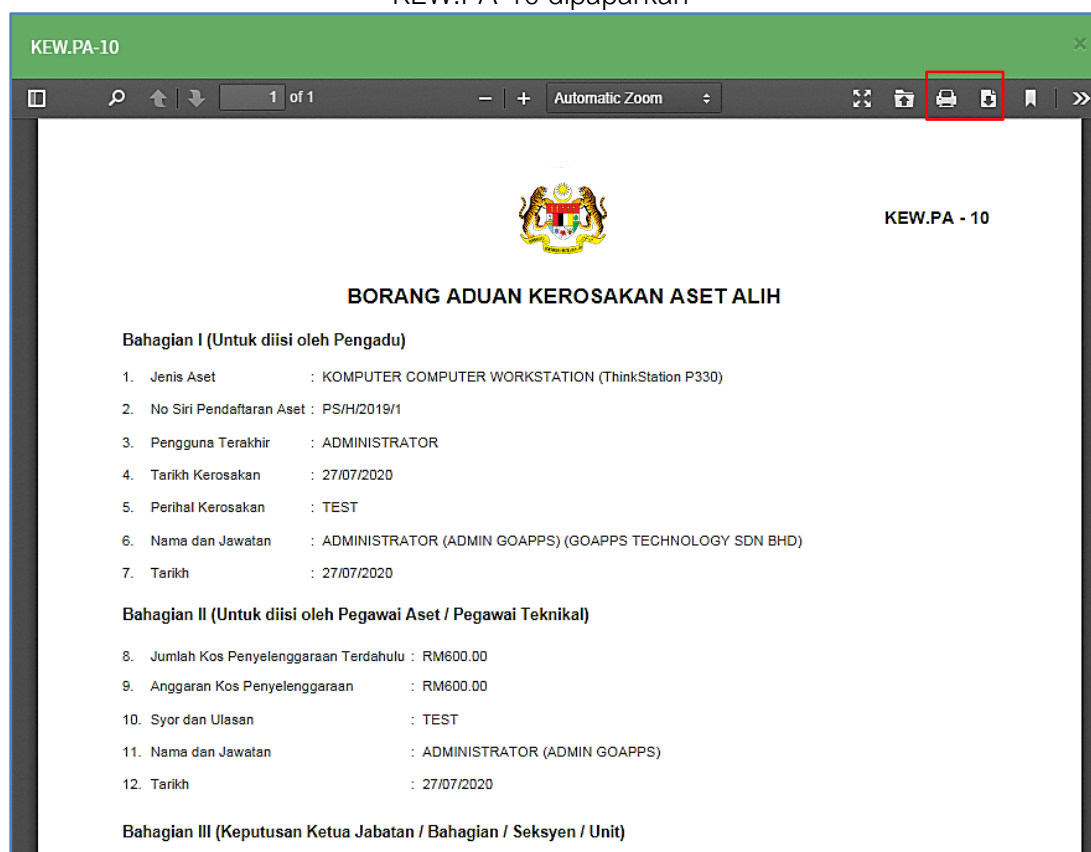 KEW.PA-10 dipaparkan
KEW.PA-10 ×
1 of 1 − + Automatic Zoom
KEW.PA - 10
BORANG ADUAN KEROSAKAN ASET ALIH
Bahagian I (Untuk diisi oleh Pengadu)
1. Jenis Aset : KOMPUTER COMPUTER WORKSTATION (ThinkStation P330)
2. No Siri Pendaftaran Aset : PS/H/2019/1
3. Pengguna Terakhir : ADMINISTRATOR
4. Tarikh Kerosakan : 27/07/2020
5. Perihal Kerosakan : TEST
6. Nama dan Jawatan : ADMINISTRATOR (ADMIN GOAPPS) (GOAPPS TECHNOLOGY SDN BHD)
7. Tarikh : 27/07/2020
Bahagian II (Untuk diisi oleh Pegawai Aset / Pegawai Teknikal)
8. Jumlah Kos Penyelenggaraan Terdahulu : RM600.00
9. Anggaran Kos Penyelenggaraan : RM600.00
10. Syor dan Ulasan : TEST
11. Nama dan Jawatan : ADMINISTRATOR (ADMIN GOAPPS)
12. Tarikh : 27/07/2020
Bahagian III (Keputusan Ketua Jabatan / Bahagian / Seksyen / Unit)